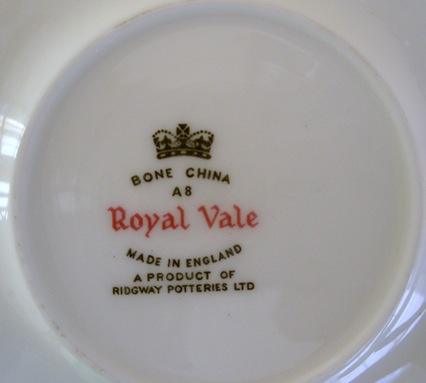 BONE CHINA
A8
Royal Vale
MADE IN ENGLAND
A PRODUCT OF
RIDGWAY POTTERIES LTD